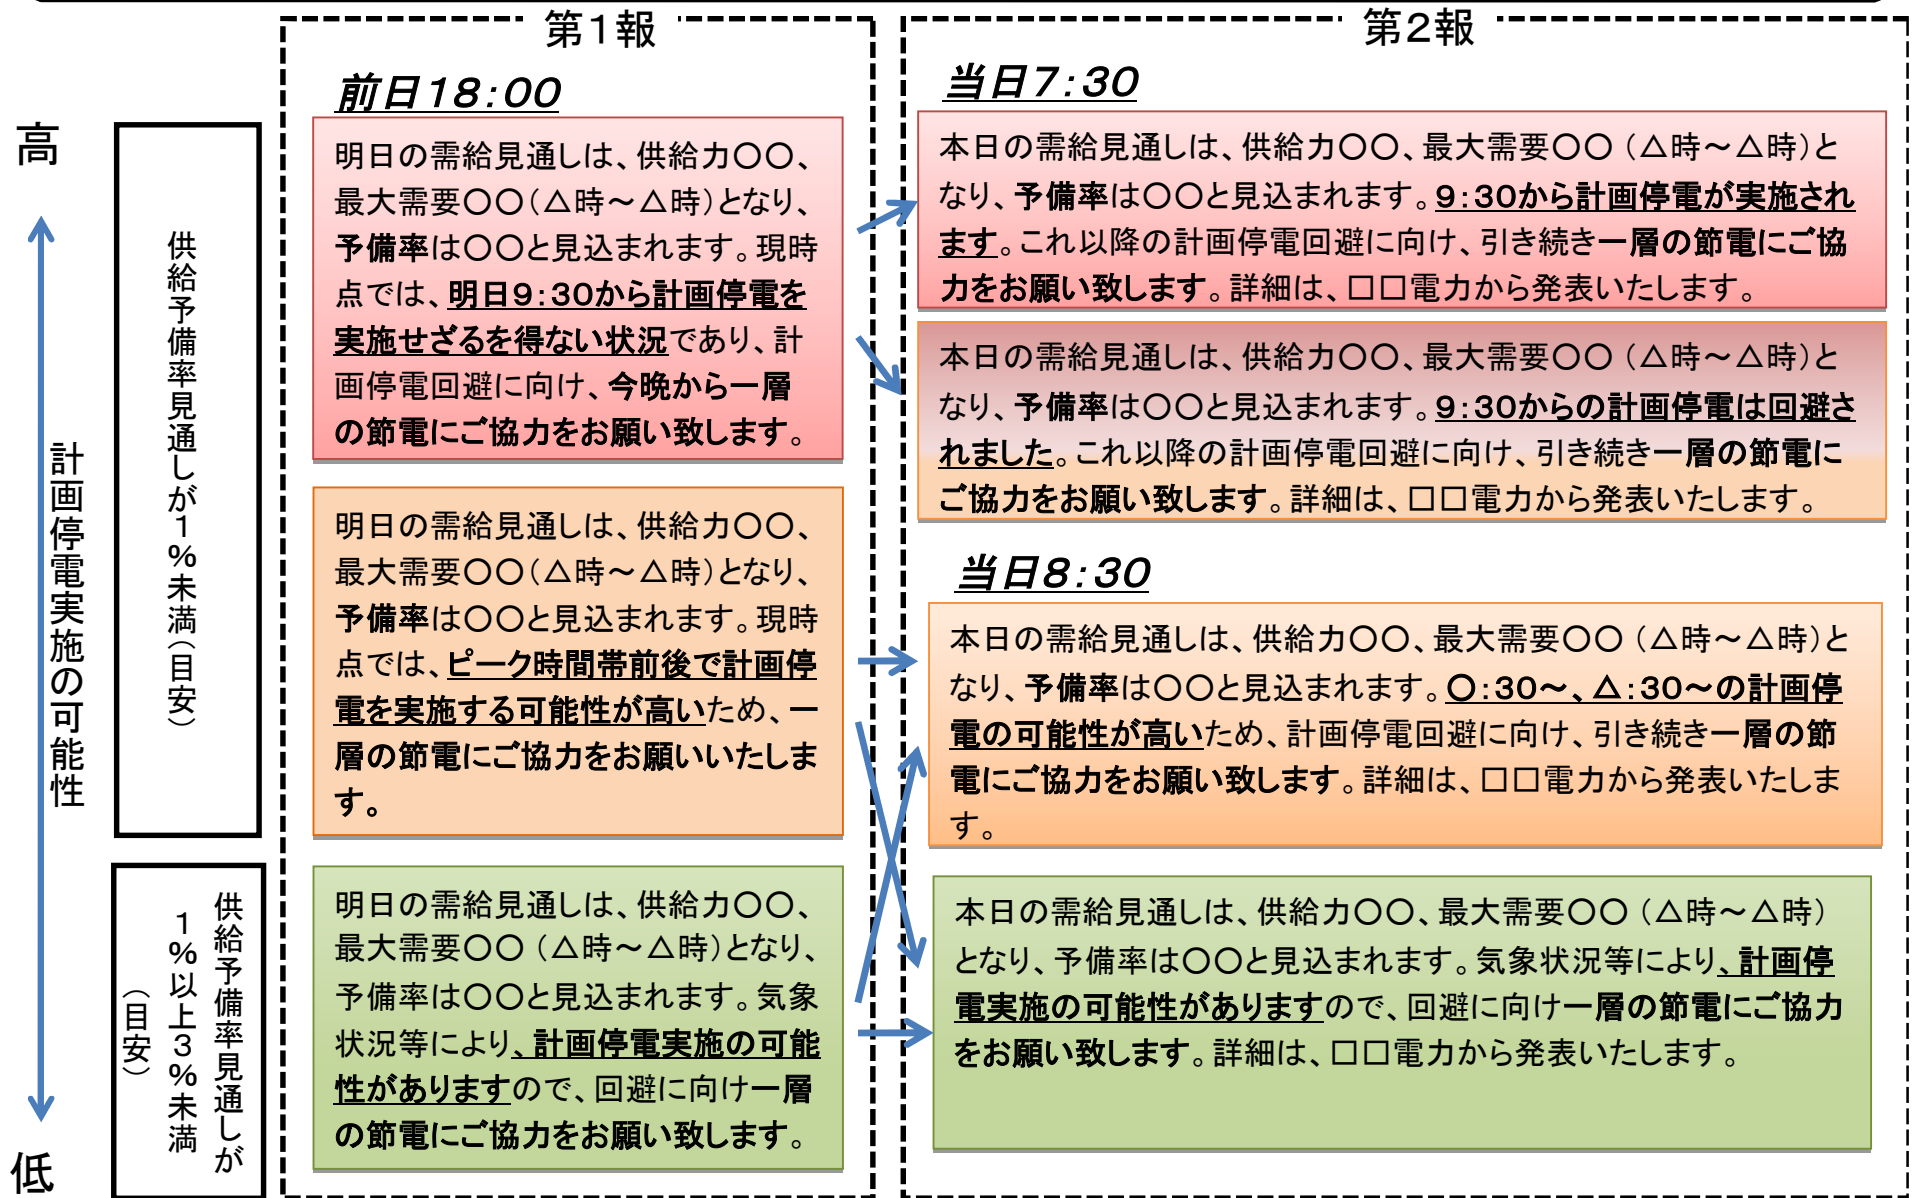 高
計画停電実施の可能性
低
供給予備率見通しが１％未満（目安）
供給予備率見通しが
１％以上３％未満
（目安）
第１報
前日１８：００
明日の需給見通しは、供給力〇〇、
最大需要〇〇（△時～△時）となり、
予備率は〇〇と見込まれます。現時
点では、明日９：３０から計画停電を
実施せざるを得ない状況であり、計
画停電回避に向け、今晩から一層
の節電にご協力をお願い致します。
明日の需給見通しは、供給力〇〇、
最大需要〇〇（△時～△時）となり、
予備率は〇〇と見込まれます。現時
点では、ピーク時間帯前後で計画停
電を実施する可能性が高いため、一
層の節電にご協力をお願いいたしま
す。
明日の需給見通しは、供給力〇〇、
最大需要〇〇（△時～△時）となり、
予備率は〇〇と見込まれます。気象
状況等により、計画停電実施の可能
性がありますので、回避に向け一層
の節電にご協力をお願い致します。
第２報
当日７：３０
本日の需給見通しは、供給力〇〇、最大需要〇〇（△時～△時）と
なり、予備率は〇〇と見込まれます。９：３０から計画停電が実施され
ます。これ以降の計画停電回避に向け、引き続き一層の節電にご協
力をお願い致します。詳細は、□□電力から発表いたします。
本日の需給見通しは、供給力〇〇、最大需要〇〇（△時～△時）と
なり、予備率は〇〇と見込まれます。９：３０からの計画停電は回避さ
れました。これ以降の計画停電回避に向け、引き続き一層の節電に
ご協力をお願い致します。詳細は、□□電力から発表いたします。
当日８：３０
本日の需給見通しは、供給力〇〇、最大需要〇〇（△時～△時）と
なり、予備率は〇〇と見込まれます。〇：３０～、△：３０～の計画停
電の可能性が高いため、計画停電回避に向け、引き続き一層の節
電にご協力をお願い致します。詳細は、□□電力から発表いたしま
す。
本日の需給見通しは、供給力〇〇、最大需要〇〇（△時～△時）
となり、予備率は〇〇と見込まれます。気象状況等により、計画停
電実施の可能性がありますので、回避に向け一層の節電にご協力
をお願い致します。詳細は、□□電力から発表いたします。